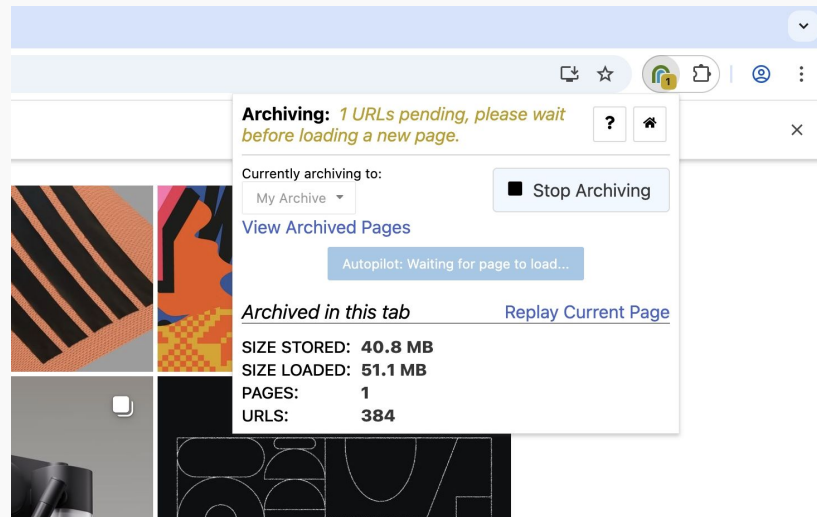 1
Archiving: 1 URLs pending, please wait
before loading a new page.
?
Currently archiving to:
My Archive
Stop Archiving
View Archived Pages
Autopilot: Waiting for page to load...
Archived in this tab
Replay Current Page
SIZE STORED: 40.8 MB
SIZE LOADED: 51.1 MB
PAGES: 1
URLS: 384